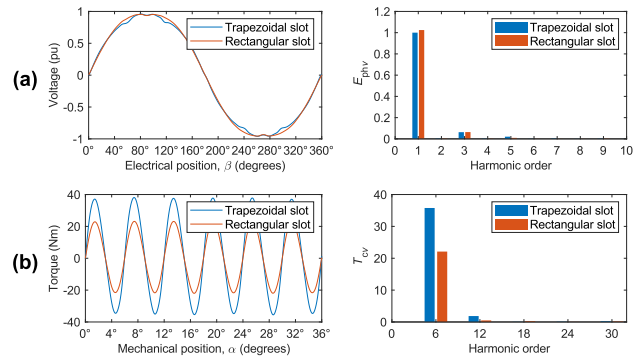 (a)
Voltage (pu)
1
0.5
0
-0.5
-1
Trapezoidal slot
Rectangular slot
0° 40° 80° 120° 160° 200° 240° 280° 320° 360°
Electrical position, β (degrees)
E_phν
1.2
1
0.8
0.6
0.4
0.2
0
Trapezoidal slot
Rectangular slot
0 1 2 3 4 5 6 7 8 9 10
Harmonic order
(b)
Torque (Nm)
40
20
0
-20
-40
Trapezoidal slot
Rectangular slot
0° 4° 8° 12° 16° 20° 24° 28° 32° 36°
Mechanical position, α (degrees)
T_cν
40
30
20
10
0
Trapezoidal slot
Rectangular slot
0 6 12 18 24 30
Harmonic order